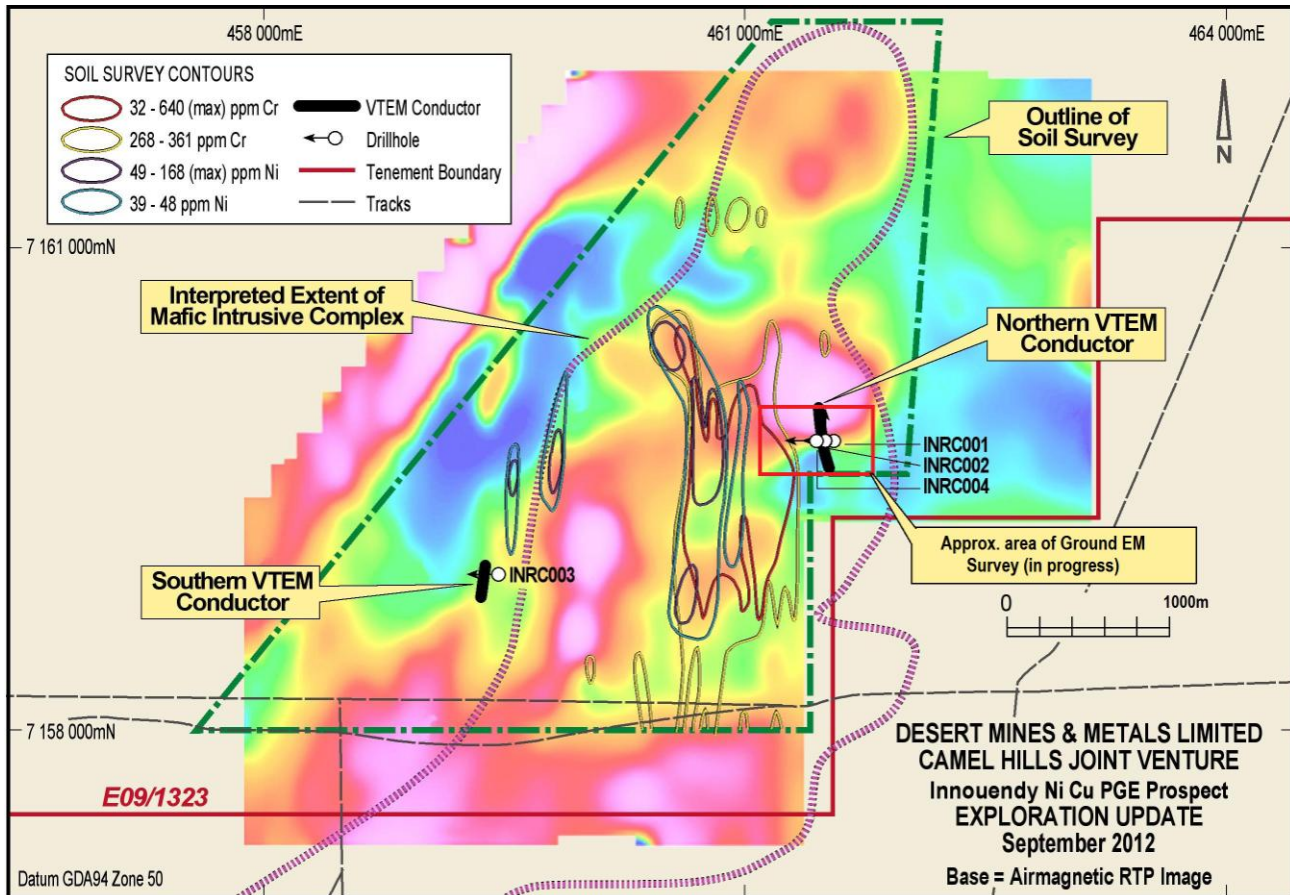 458 000mE
461 000mE
464 000mE
SOIL SURVEY CONTOURS
32 - 640 (max) ppm Cr
268 - 361 ppm Cr
49 - 168 (max) ppm Ni
39 - 48 ppm Ni
VTEM Conductor
Drillhole
Tenement Boundary
Tracks
Outline of
Soil Survey
N
7 161 000mN
Interpreted Extent of
Mafic Intrusive Complex
Northern VTEM
Conductor
INRC001
INRC002
INRC004
Approx. area of Ground EM
Survey (in progress)
Southern VTEM
Conductor
INRC003
0
1000m
7 158 000mN
E09/1323
DESERT MINES & METALS LIMITED
CAMEL HILLS JOINT VENTURE
Innouendy Ni Cu PGE Prospect
EXPLORATION UPDATE
September 2012
Base = Airmagnetic RTP Image
Datum GDA94 Zone 50